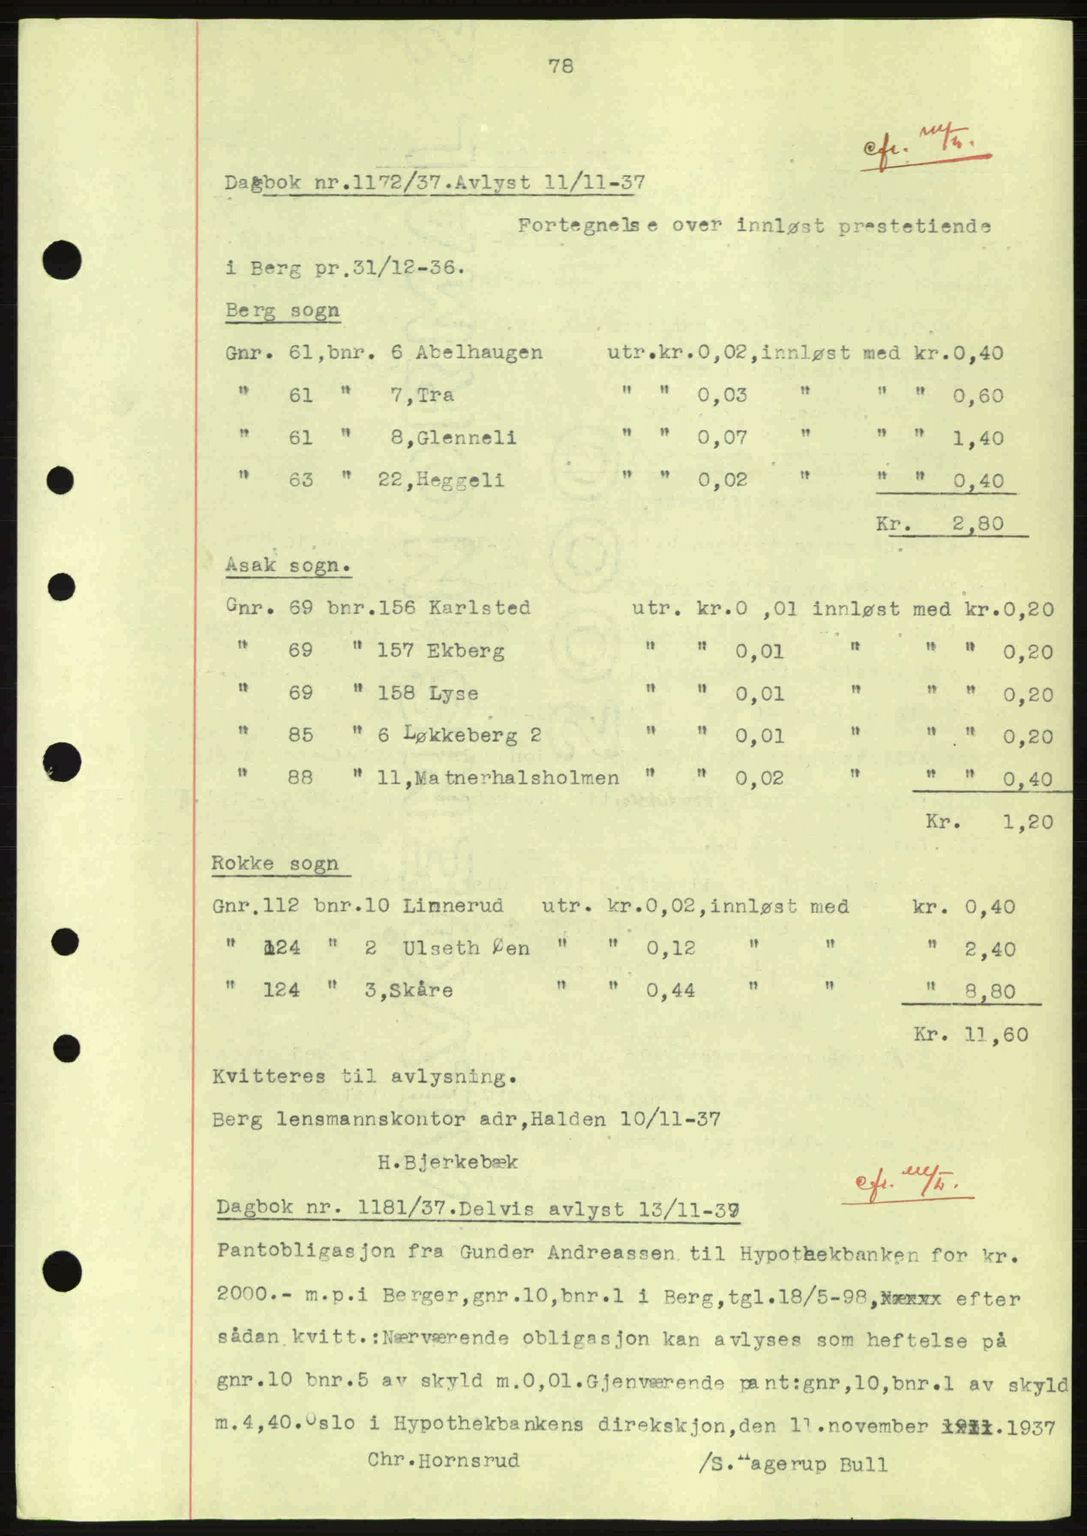 78
cfr.
Dagbok nr.1172/37.Avlyst 11/11-37
Fortegnelse over innløst prestetiende
i Berg pr.31/12-36.
Berg sogn
Gnr. 61,bnr. 6 Abelhaugen utr.kr.0,02,innløst med kr.0,40
" 61 " 7,Tra " " 0,03 " " " 0,60
" 61 " 8,Glenneli " " 0,07 " " " 1,40
" 63 " 22,Heggeli " " 0,02 " " " 0,40
Kr. 2,80
Asak sogn.
Gnr. 69 bnr.156 Karlsted utr. kr.0 ,01 innløst med kr.0,20
" 69 " 157 Ekberg " " 0,01 " " " 0,20
" 69 " 158 Lyse " " 0,01 " " " 0,20
" 85 " 6 Løkkeberg 2 " " 0,01 " " " 0,20
" 88 " 11,Matnerhalsholmen " " 0,02 " " " 0,40
Kr. 1,20
Rokke sogn
Gnr.112 bnr.10 Linnerud utr. kr.0,02,innløst med kr. 0,40
" 124 " 2 Ulseth Øen " " 0,12 " " " 2,40
" 124 " 3,Skåre " " 0,44 " " " 8,80
Kr. 11,60
Kvitteres til avlysning.
Berg lensmannskontor adr,Halden 10/11-37
H.Bjerkebæk
cfr.
Dagbok nr. 1181/37.Delvis avlyst 13/11-37
Pantobligasjon fra Gunder Andreassen til Hypothekbanken for kr.
2000.- m.p.i Berger,gnr.10,bnr.1 i Berg,tgl.18/5-98, efter
sådan kvitt.:Nærværende obligasjon kan avlyses som heftelse på
gnr.10 bnr.5 av skyld m.0,01.Gjenværende pant:gnr,10,bnr.1 av skyld
m.4,40.Oslo i Hypothekbankens direkskjon,den 11.november .1937
Chr.Hornsrud /S.Hagerup Bull